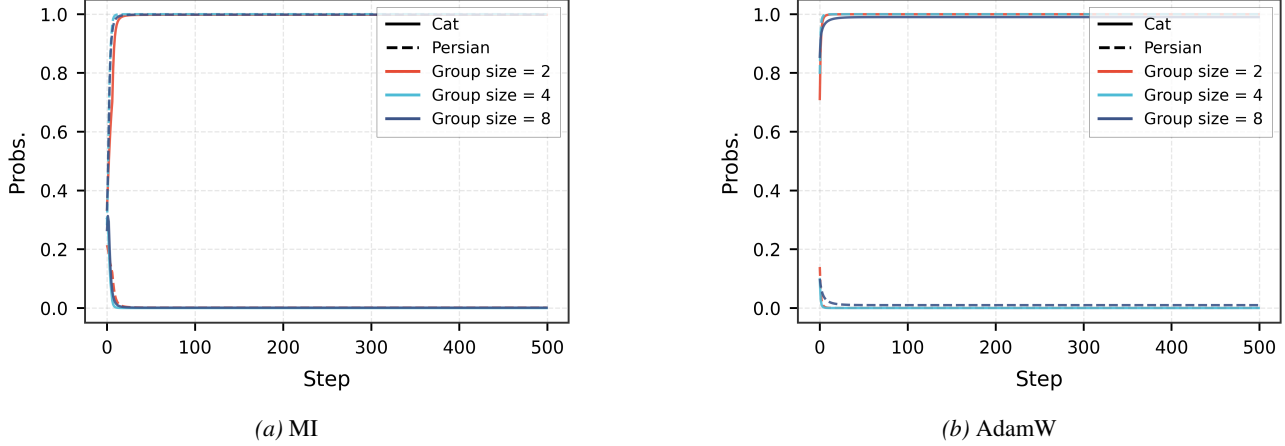 1.0
0.8
0.6
0.4
0.2
0.0
Probs.
0 100 200 300 400 500
Step
Cat
Persian
Group size = 2
Group size = 4
Group size = 8
(a) MI
1.0
0.8
0.6
0.4
0.2
0.0
Probs.
0 100 200 300 400 500
Step
Cat
Persian
Group size = 2
Group size = 4
Group size = 8
(b) AdamW